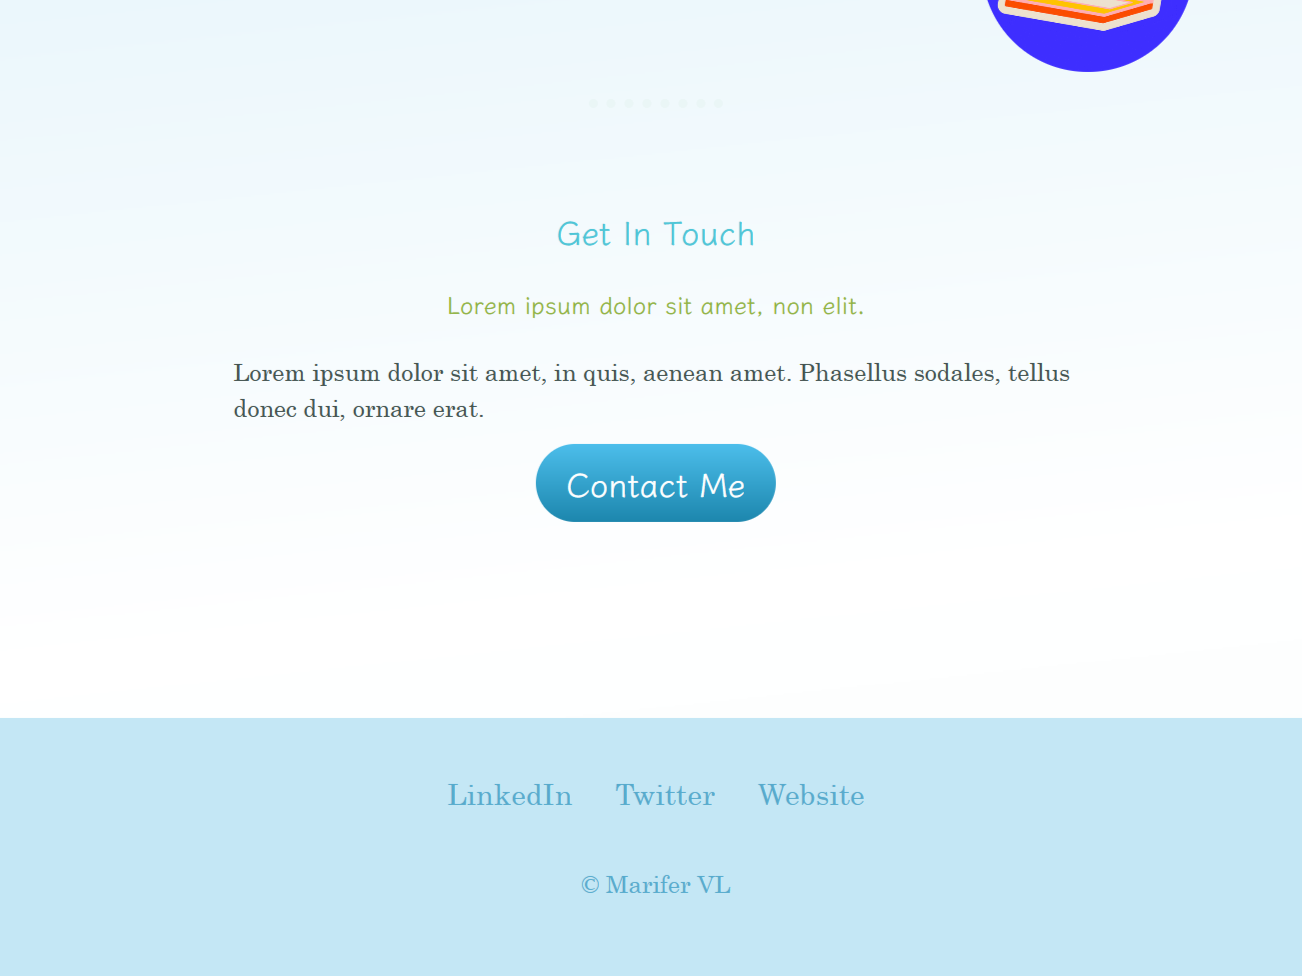 Get In Touch
Lorem ipsum dolor sit amet, non elit.
Lorem ipsum dolor sit amet, in quis, aenean amet. Phasellus sodales, tellus
donec dui, ornare erat.
Contact Me
LinkedIn Twitter Website
© Marifer VL